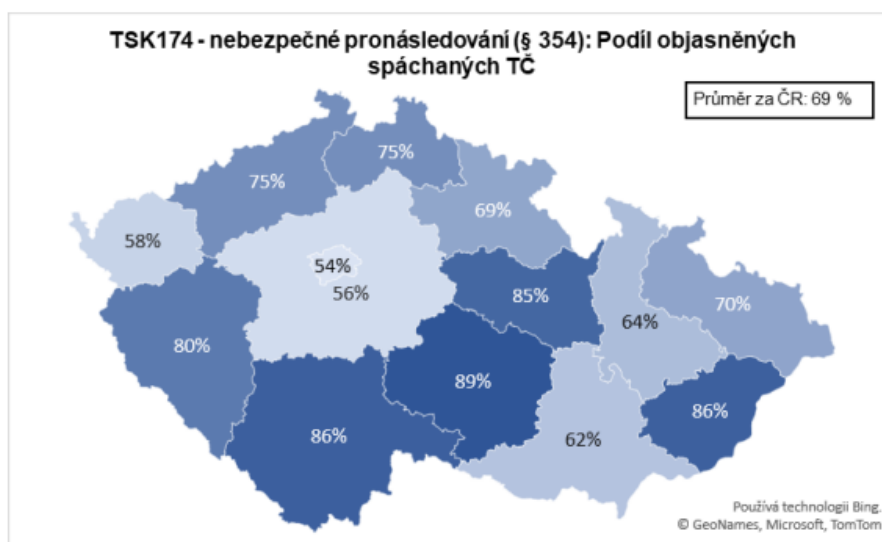 TSK174 - nebezpečné pronásledování (§ 354): Podíl objasněných
spáchaných TČ
Průměr za ČR: 69 %
75%
75%
69%
58%
54%
56%
85%
64%
70%
80%
89%
86%
86%
62%
Používá technologii Bing.
© GeoNames, Microsoft, TomTom